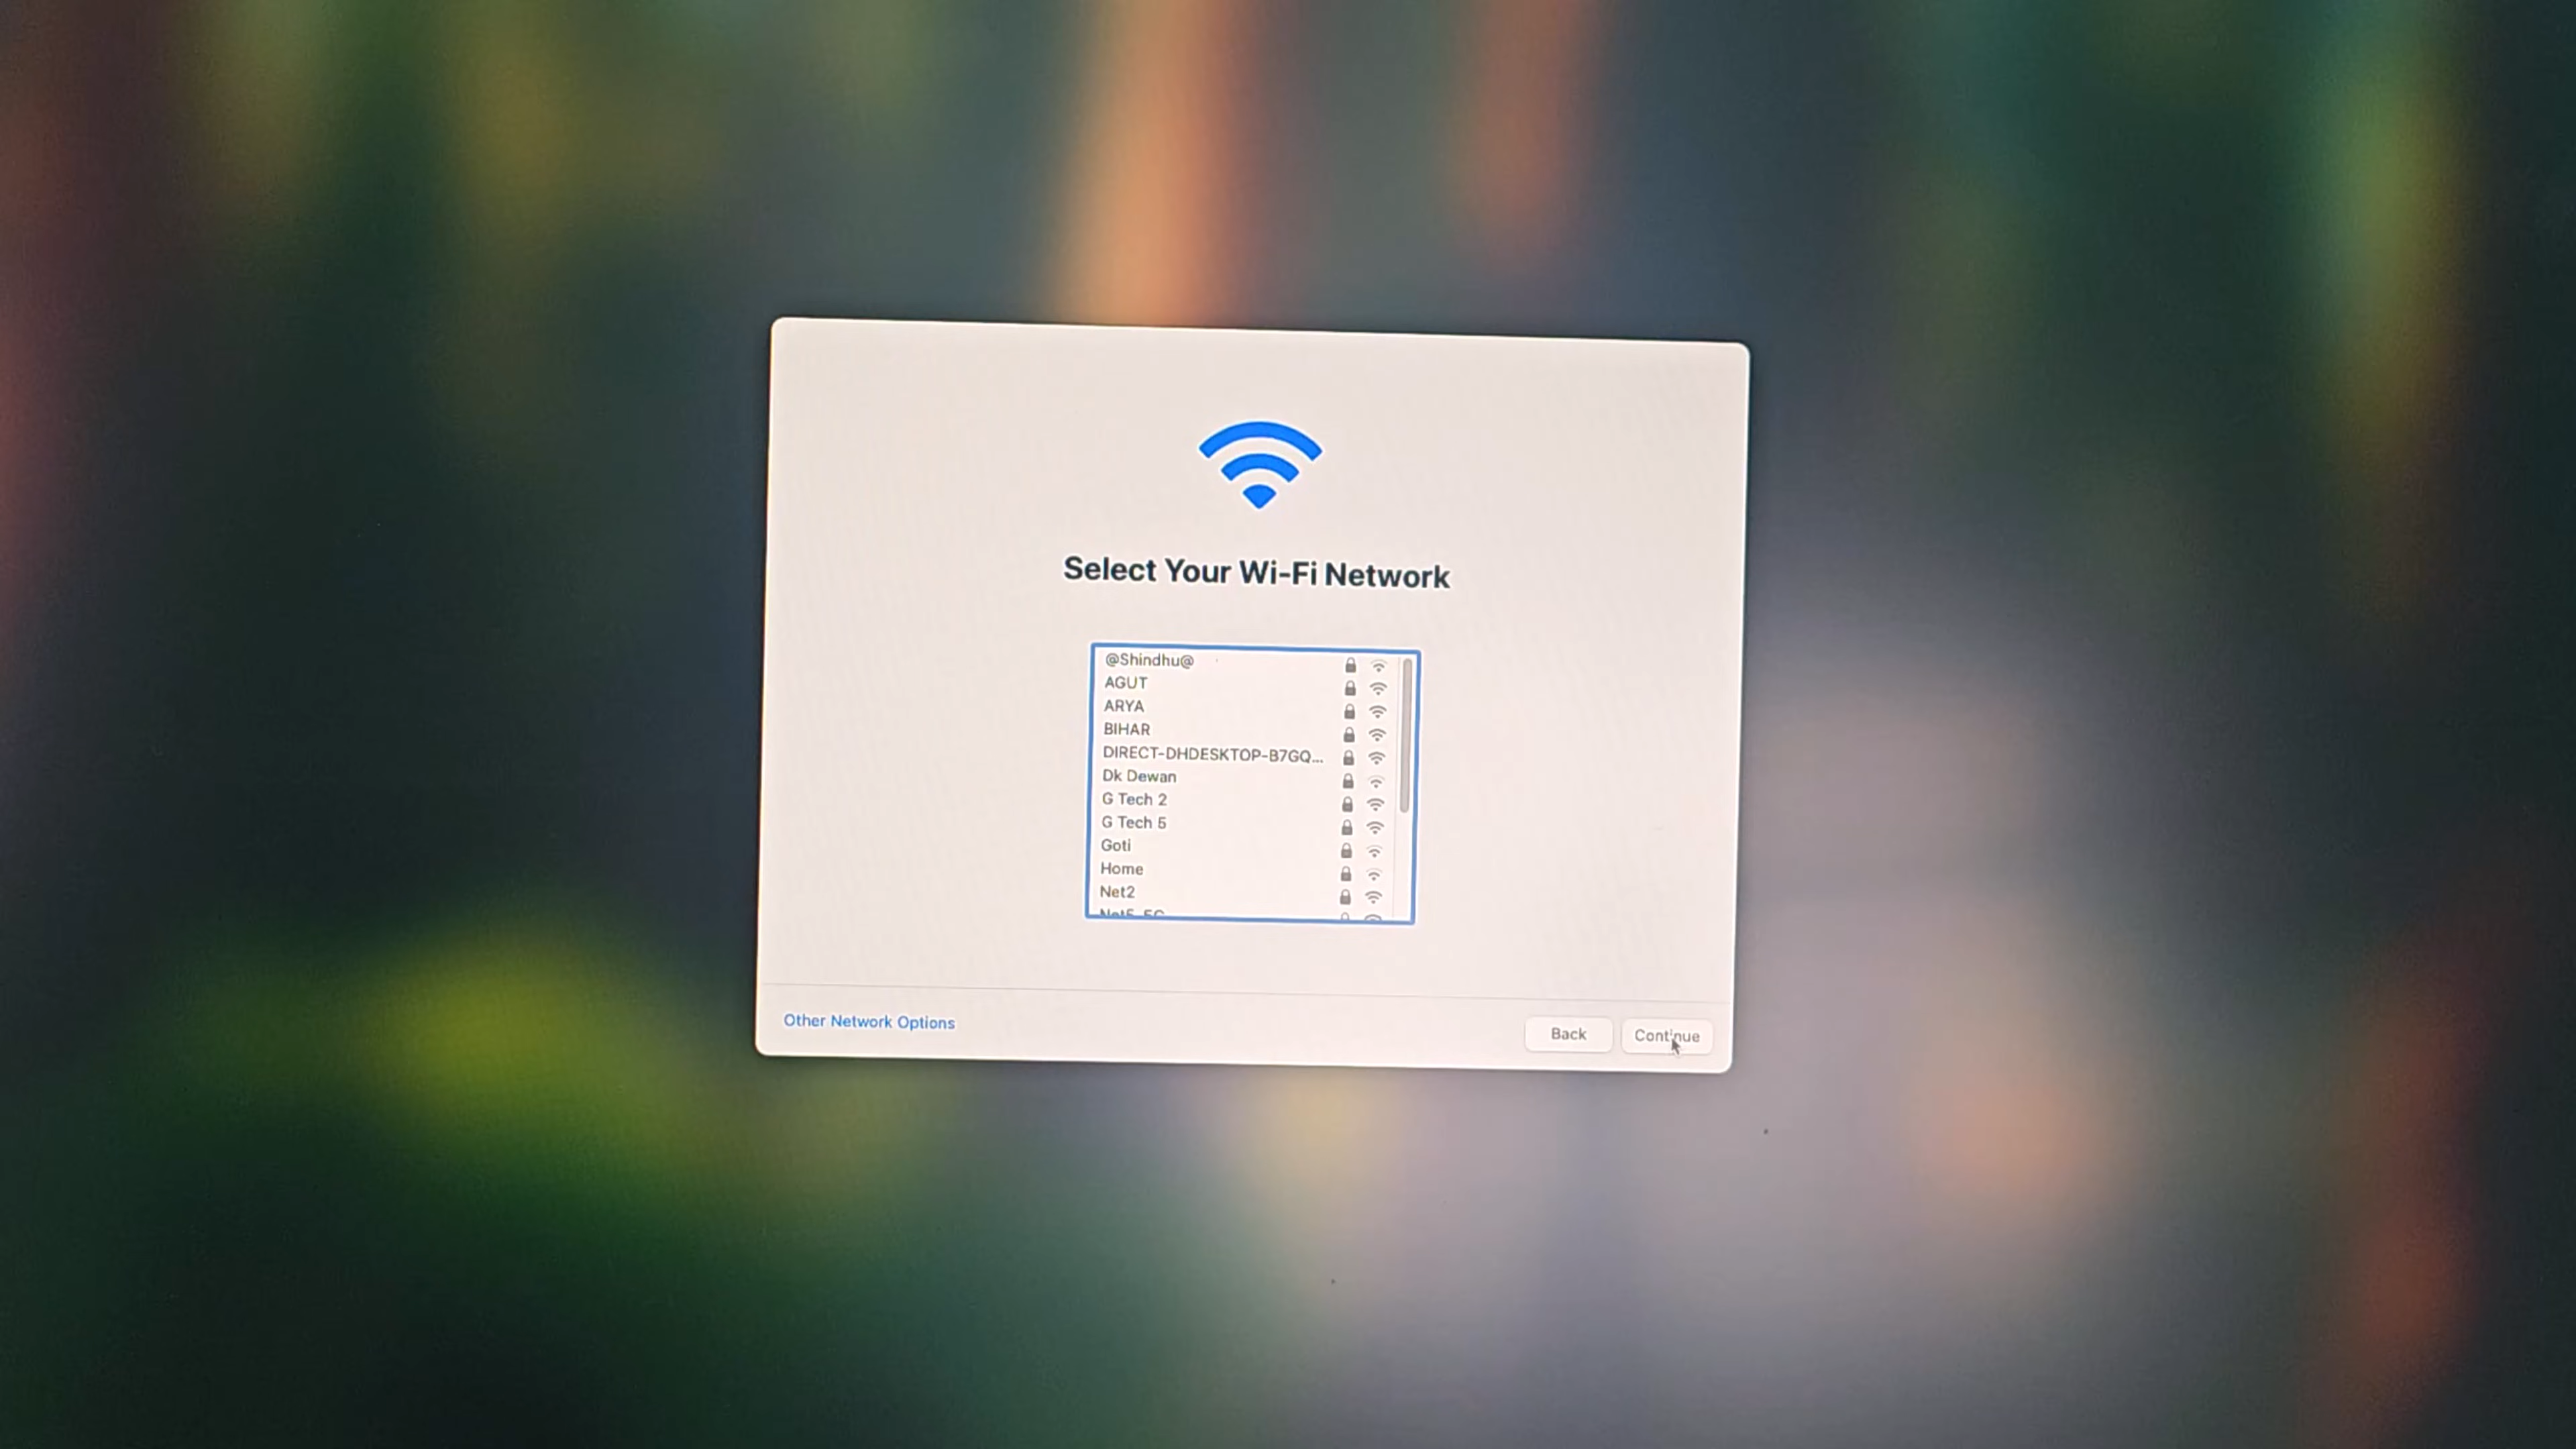 Select Your Wi-Fi Network
@Shindhu@
AGUT
ARYA
BIHAR
DIRECT-DHDESKTOP-B7GQ...
Dk Dewan
G Tech 2
G Tech 5
Goti
Home
Net2
Other Network Options
Back
Continue